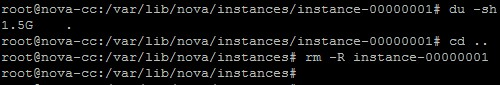 root@nova-cc:/var/lib/nova/instances/instance-00000001# du -sh
1.5G    .
root@nova-cc:/var/lib/nova/instances/instance-00000001# cd ..
root@nova-cc:/var/lib/nova/instances# rm -R instance-00000001
root@nova-cc:/var/lib/nova/instances#